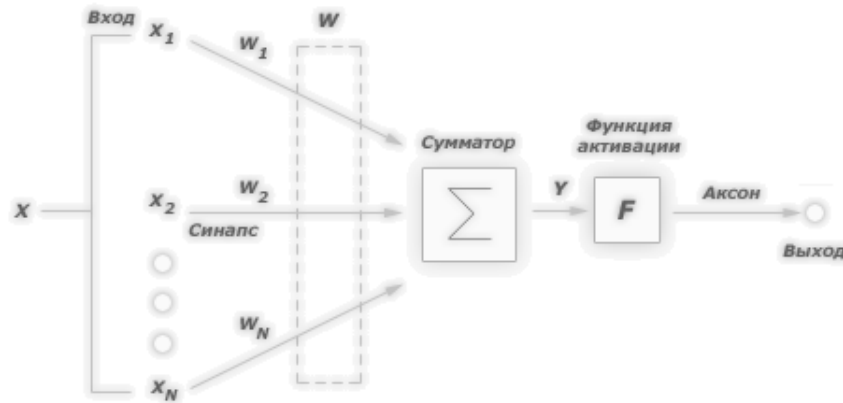 Вход
X1
W1
W
Сумматор
Функция
активации
X
X2
W2
Синапс
Σ
Y
F
Аксон
Выход
WN
XN